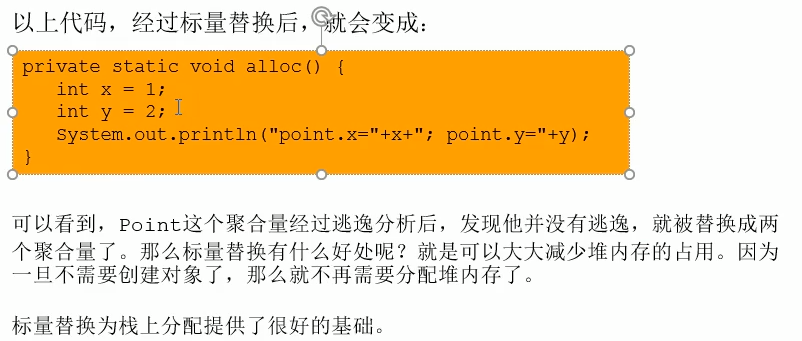 以上代码，经过标量替换后，就会变成：
private static void alloc() {
   int x = 1;
   int y = 2;
   System.out.println("point.x="+x+"; point.y="+y);
}
可以看到，Point这个聚合量经过逃逸分析后，发现他并没有逃逸，就被替换成两
个聚合量了。那么标量替换有什么好处呢？就是可以大大减少堆内存的占用。因为
一旦不需要创建对象了，那么就不再需要分配堆内存了。
标量替换为栈上分配提供了很好的基础。